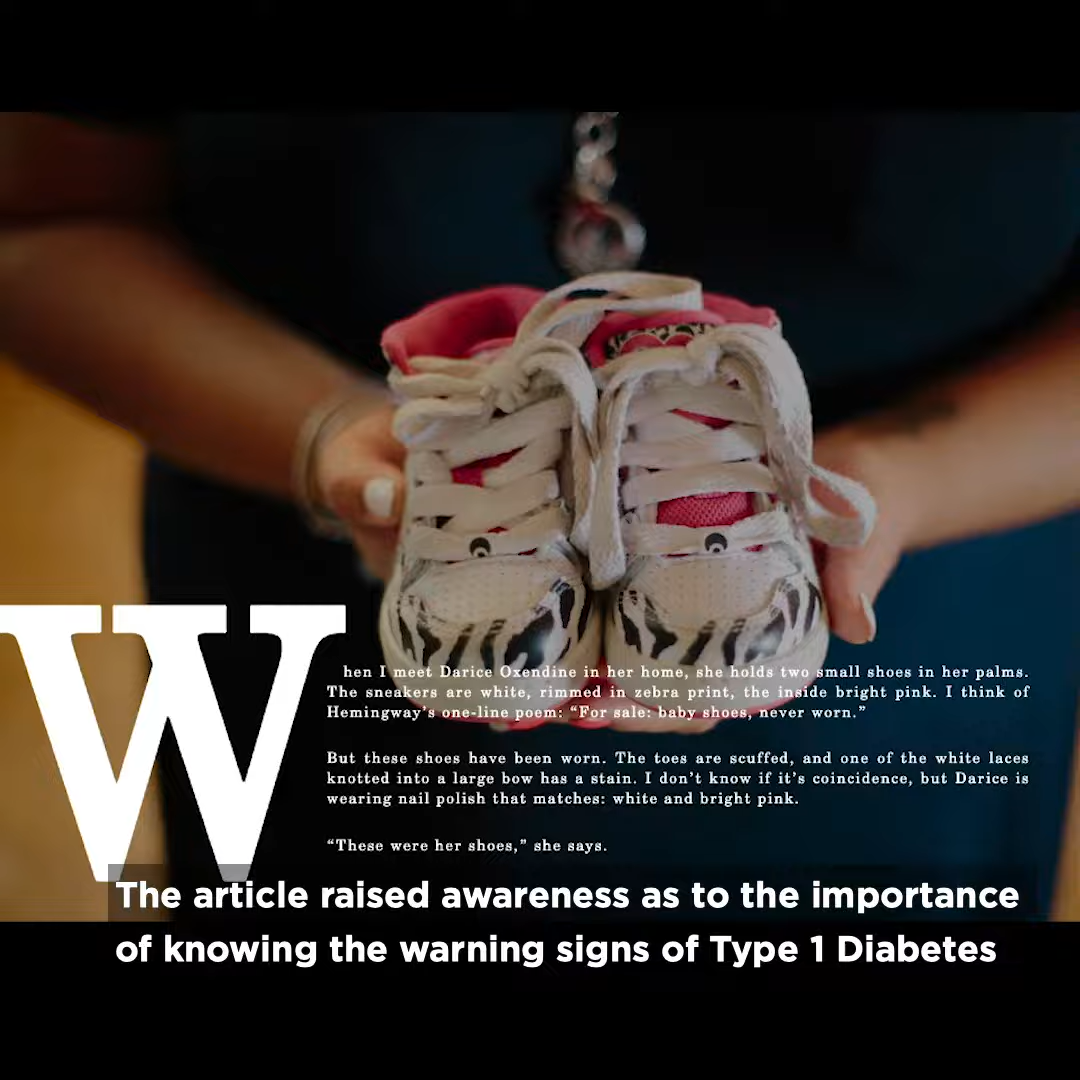 When I meet Darice Oxendine in her home, she holds two small shoes in her palms.
The sneakers are white, rimmed in zebra print, the inside bright pink. I think of
Hemingway's one-line poem: “For sale: baby shoes, never worn.”
But these shoes have been worn. The toes are scuffed, and one of the white laces
knotted into a large bow has a stain. I don't know if it's coincidence, but Darice is
wearing nail polish that matches: white and bright pink.
“These were her shoes,” she says.
The article raised awareness as to the importance
of knowing the warning signs of Type 1 Diabetes